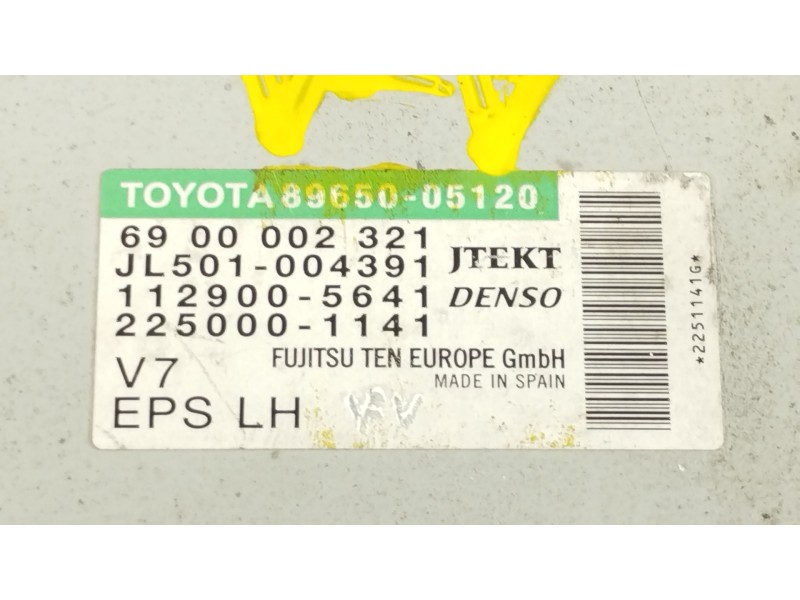 TOYOTA 89650-05120
69 00 002 321
JL501-004391 JTEKT
112900-5641 DENSO
225000-1141
V7 FUJITSU TEN EUROPE GmbH
MADE IN SPAIN
EPS LH
*2251141G*